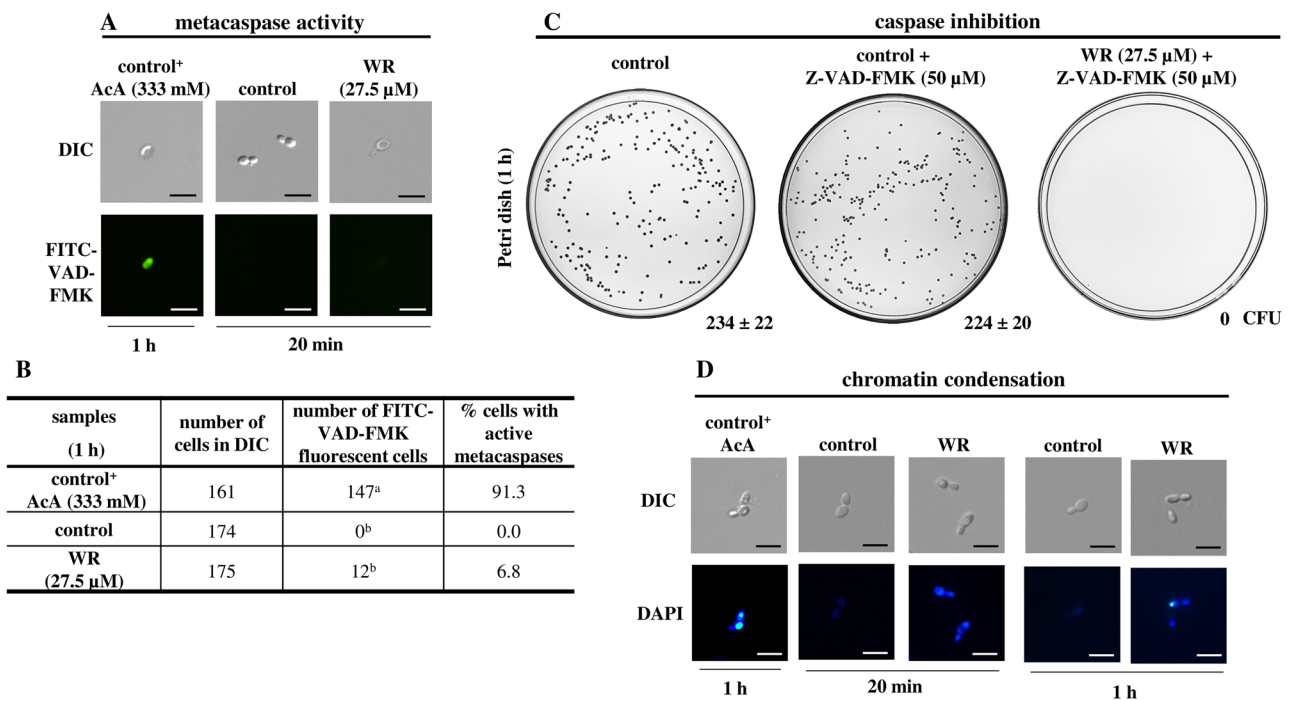 A metacaspase activity
control⁺
AcA (333 mM)
control
WR
(27.5 µM)
DIC
FITC-
VAD-
FMK
1 h
20 min
B
samples
(1 h)
number of
cells in DIC
number of FITC-
VAD-FMK
fluorescent cells
% cells with
active
metacaspases
control⁺
AcA (333 mM)
161
147ᵃ
91.3
control
174
0ᵇ
0.0
WR
(27.5 µM)
175
12ᵇ
6.8
C caspase inhibition
control
control +
Z-VAD-FMK (50 µM)
WR (27.5 µM) +
Z-VAD-FMK (50 µM)
Petri dish (1 h)
234 ± 22
224 ± 20
0 CFU
D
chromatin condensation
control⁺
AcA
control
WR
control
WR
DIC
DAPI
1 h
20 min
1 h